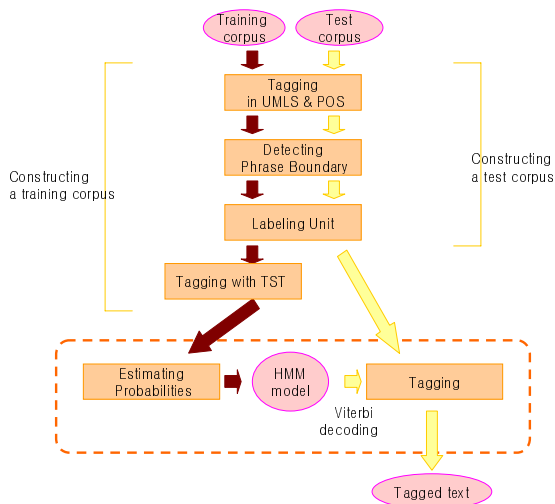 Training
corpus
Test
corpus
Tagging
in UMLS & POS
Detecting
Phrase Boundary
Constructing
a training corpus
Constructing
a test corpus
Labeling Unit
Tagging with TST
Estimating
Probabilities
HMM
model
Tagging
Viterbi
decoding
Tagged text